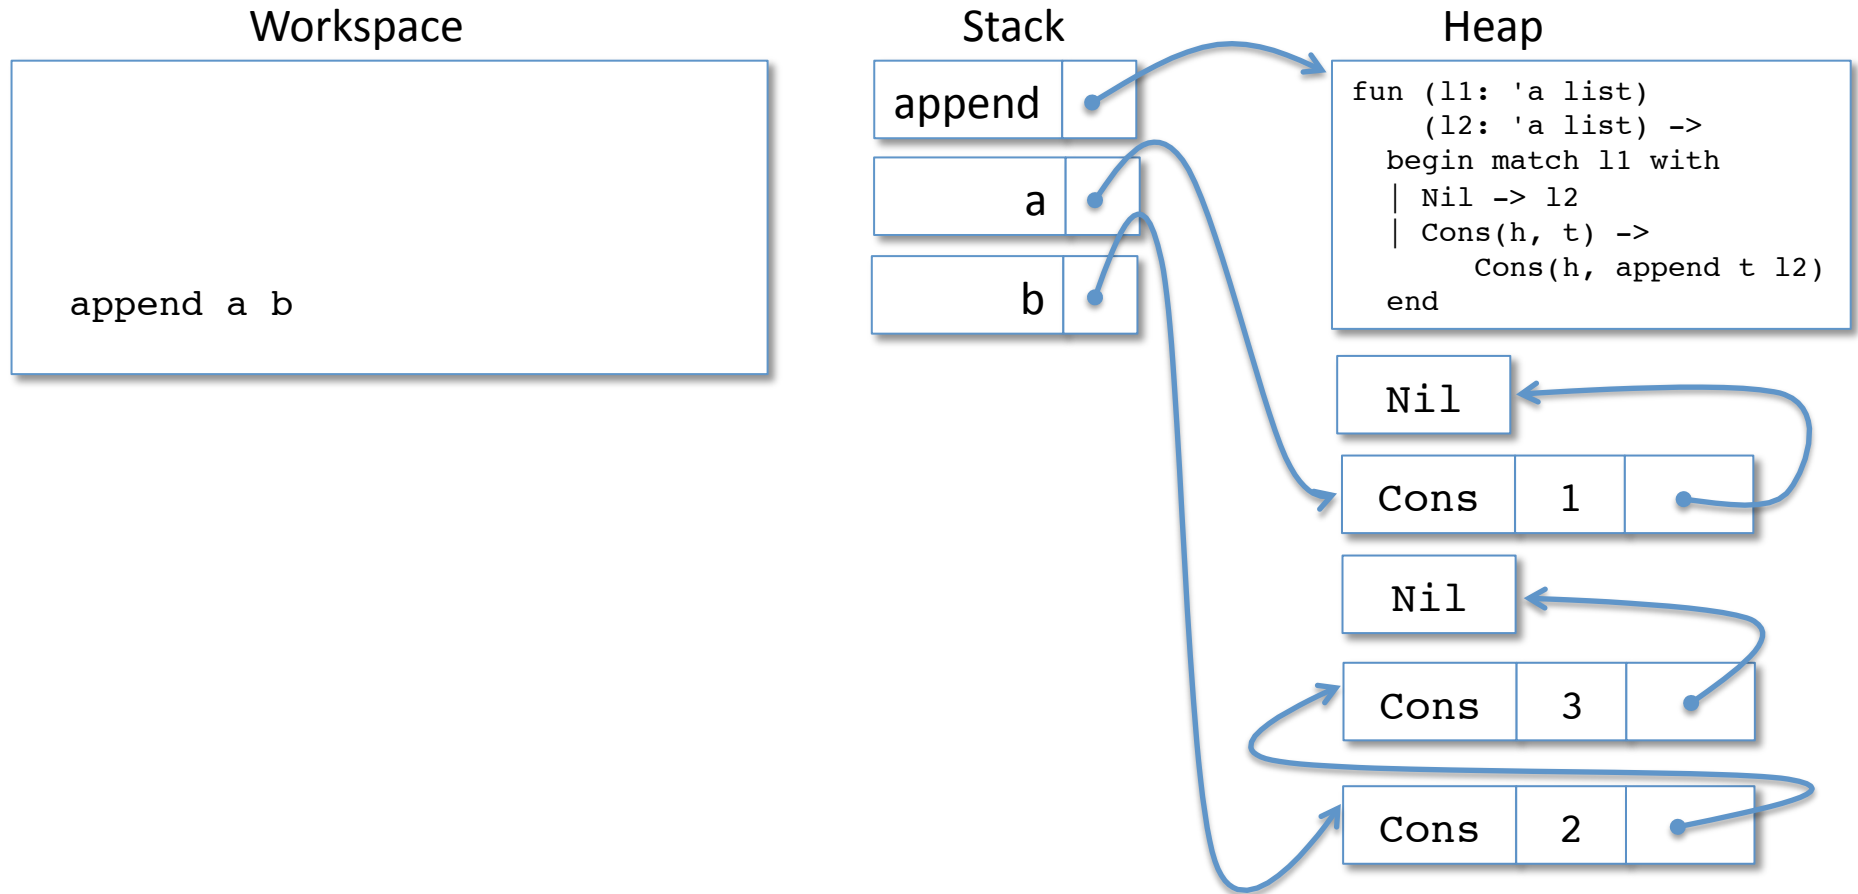 Workspace
append a b
Stack
append
a
b
Heap
fun (l1: 'a list)
(l2: 'a list) ->
begin match l1 with
| Nil -> l2
| Cons(h, t) ->
Cons(h, append t l2)
end
Nil
Cons 1
Nil
Cons 3
Cons 2